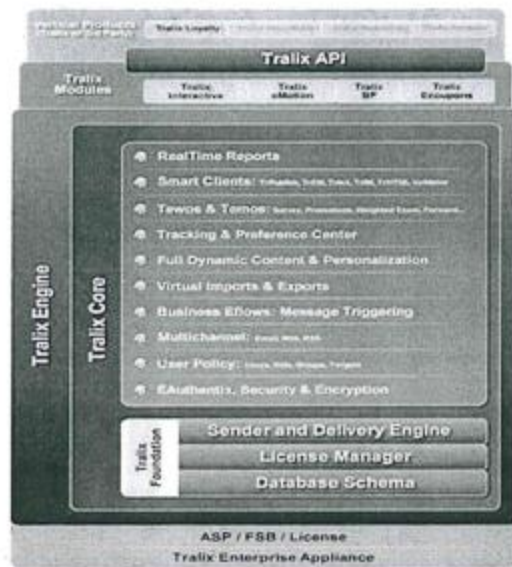 Tralix Loyalty
Tralix API
Tralix Modules
Tralix Interactive
Tralix eMotion
Tralix BP
Tralix Ecoupons
Tralix Engine
Tralix Core
RealTime Reports
Smart Clients:
Tewos & Temos:
Tracking & Preference Center
Full Dynamic Content & Personalization
Virtual Imports & Exports
Business Eflows: Message Triggering
Multichannel:
User Policy:
EAuthentix, Security & Encryption
Tralix Foundation
Sender and Delivery Engine
License Manager
Database Schema
ASP / FSB / License
Tralix Enterprise Appliance